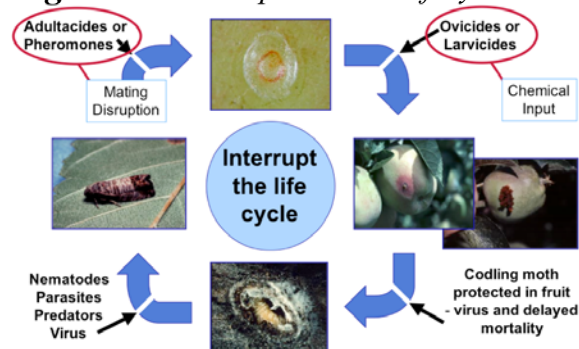 Adultacides or
Pheromones
Ovicides or
Larvicides
Mating
Disruption
Chemical
Input
Interrupt
the life
cycle
Nematodes
Parasites
Predators
Virus
Codling moth
protected in fruit
- virus and delayed
mortality